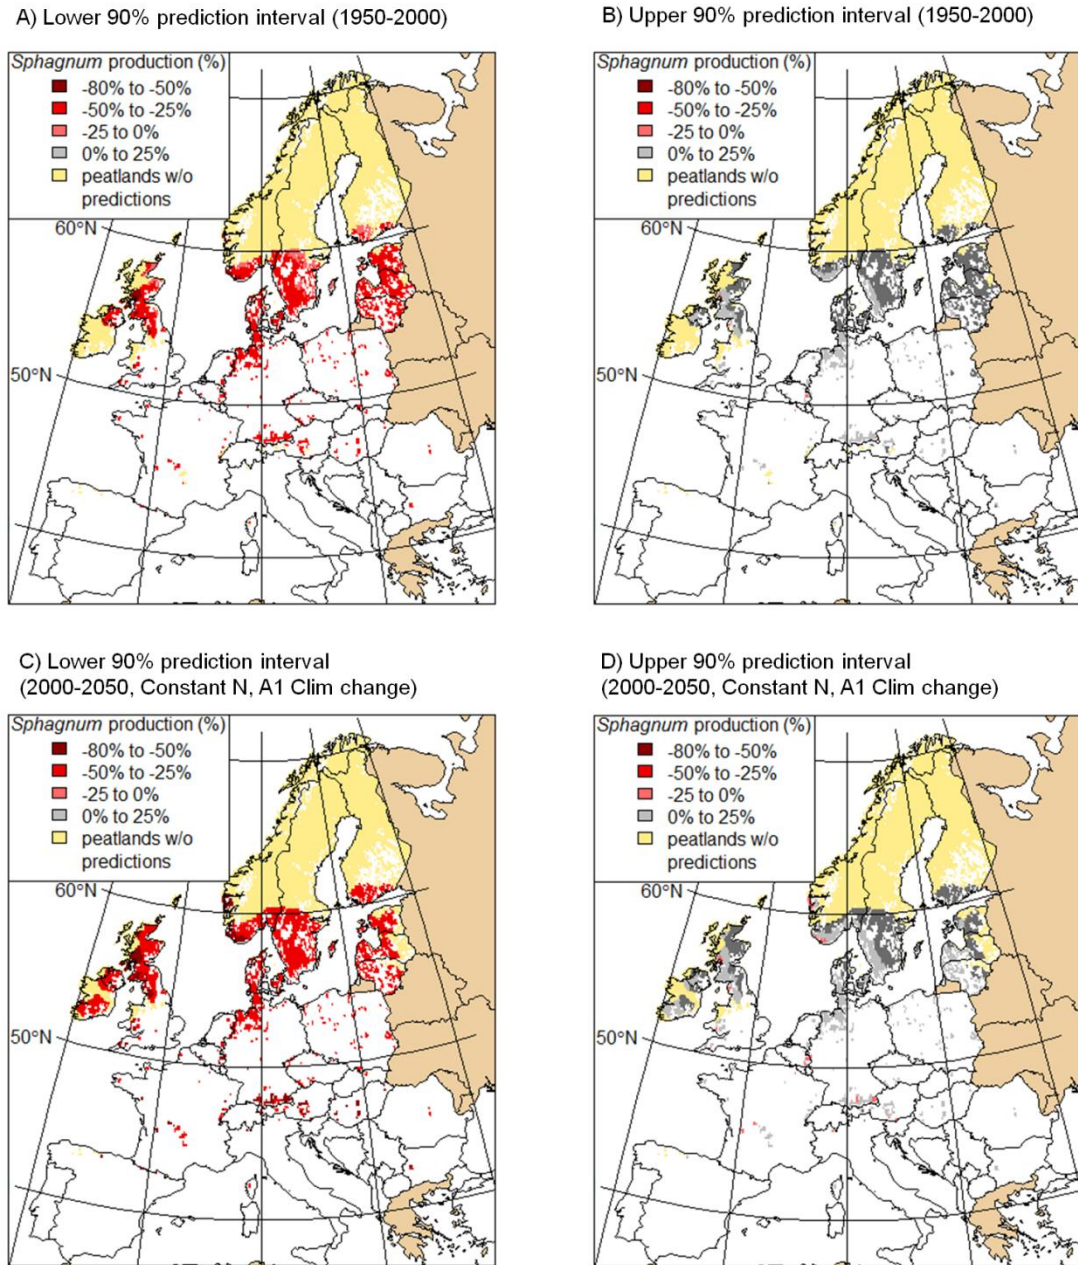 A) Lower 90% prediction interval (1950-2000)
Sphagnum production (%)
-80% to -50%
-50% to -25%
-25 to 0%
0% to 25%
peatlands w/o
predictions
60°N
50°N
B) Upper 90% prediction interval (1950-2000)
Sphagnum production (%)
-80% to -50%
-50% to -25%
-25 to 0%
0% to 25%
peatlands w/o
predictions
60°N
50°N
C) Lower 90% prediction interval
(2000-2050, Constant N, A1 Clim change)
Sphagnum production (%)
-80% to -50%
-50% to -25%
-25 to 0%
0% to 25%
peatlands w/o
predictions
60°N
50°N
D) Upper 90% prediction interval
(2000-2050, Constant N, A1 Clim change)
Sphagnum production (%)
-80% to -50%
-50% to -25%
-25 to 0%
0% to 25%
peatlands w/o
predictions
60°N
50°N